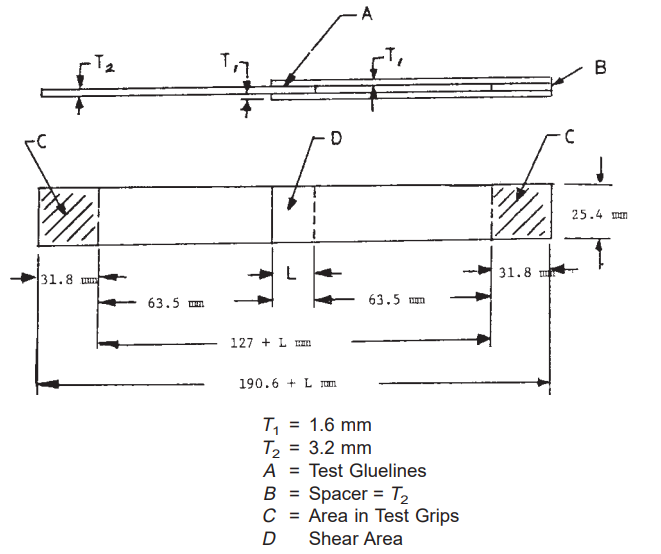 A
T₂
T₁
T₁
B
C
D
C
25.4 mm
31.8 mm
L
31.8 mm
63.5 mm
63.5 mm
127 + L mm
190.6 + L mm
T₁ = 1.6 mm
T₂ = 3.2 mm
A = Test Gluelines
B = Spacer = T₂
C = Area in Test Grips
D Shear Area